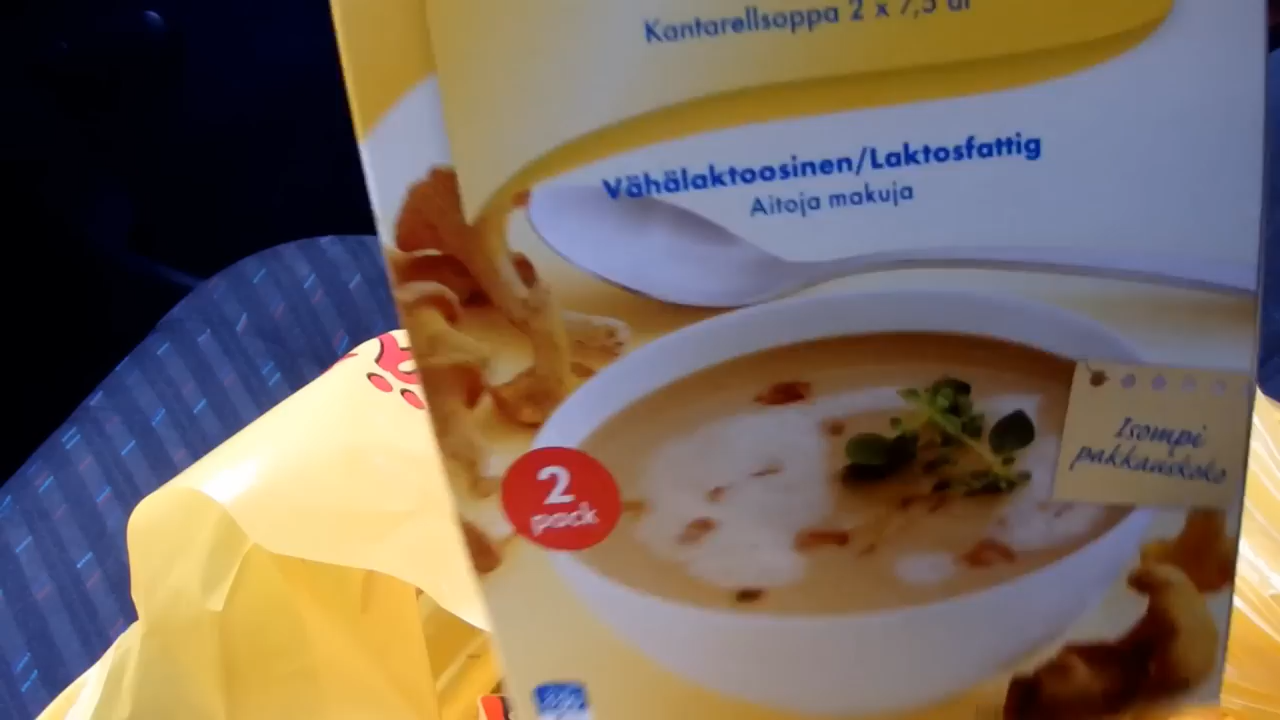 Kantarellsoppa 2 x 7,5 dl
Vähälaktoosinen/Laktosfattig
Aitoja makuja
Isompi
pakkauskoko
2
pack